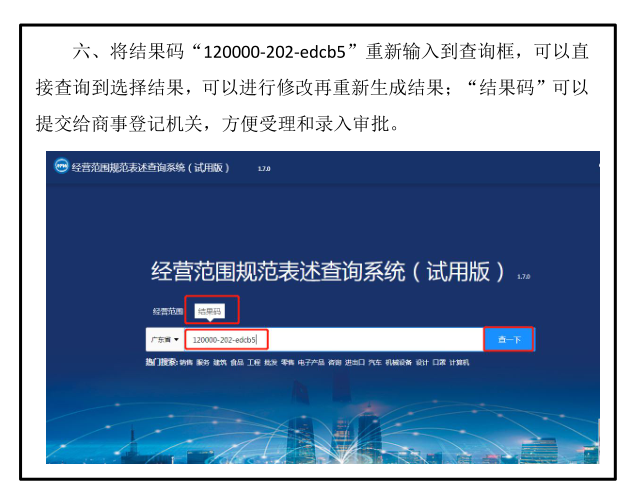 六、将结果码“120000-202-edcb5”重新输入到查询框，可以直
接查询到选择结果，可以进行修改再重新生成结果；“结果码”可以
提交给商事登记机关，方便受理和录入审批。
经营范围规范表述查询系统（试用版） 1.7.0
经营范围规范表述查询系统（试用版） 1.7.0
经营范围 结果码
广东省 120000-202-edcb5 查一下
热门搜索: 销售 服务 建筑 食品 工程 批发 零售 电子产品 咨询 进出口 汽车 机械设备 设计 口罩 计算机